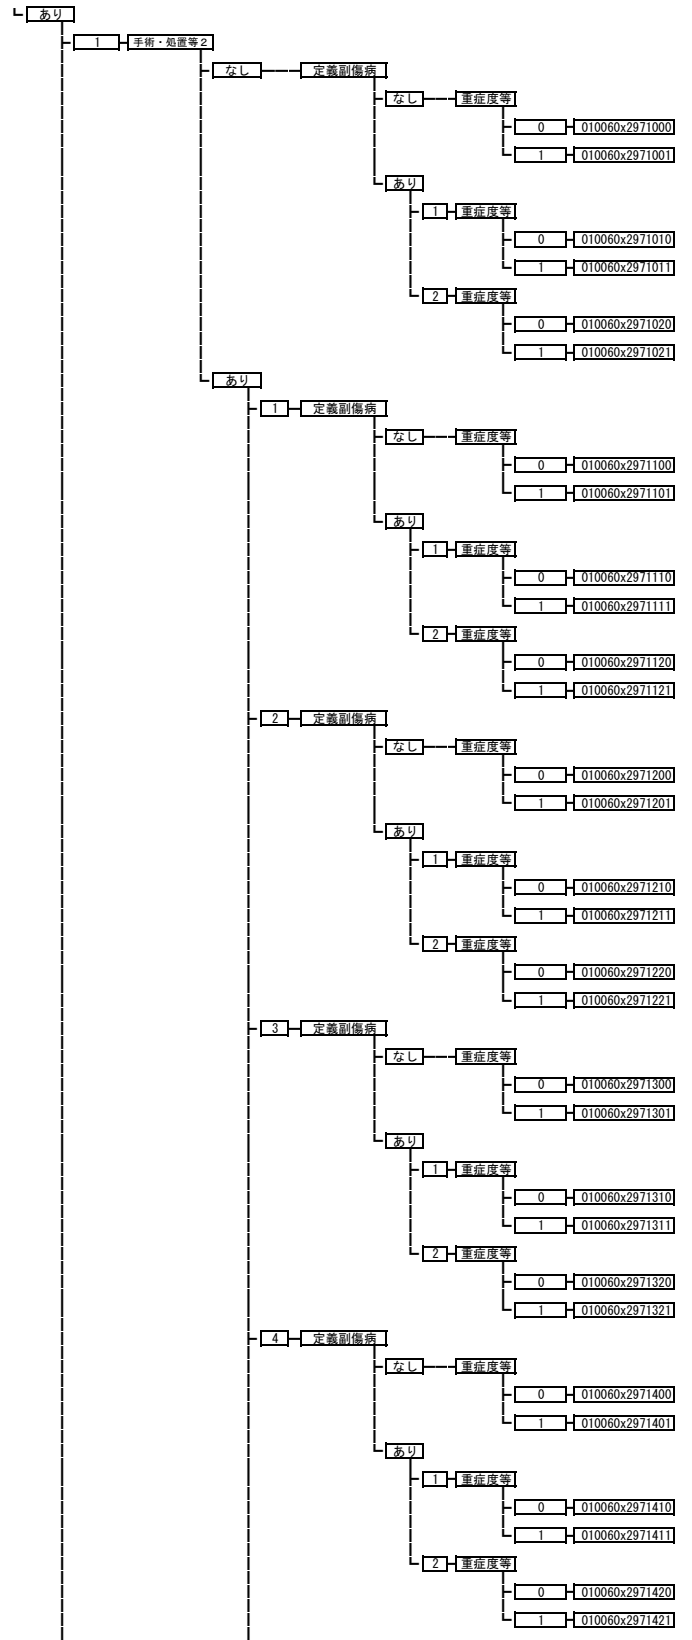 あり
1 手術・処置等２
なし 定義副傷病
なし 重症度等
0 010060x2971000
1 010060x2971001
あり
1 重症度等
0 010060x2971010
1 010060x2971011
2 重症度等
0 010060x2971020
1 010060x2971021
あり
1 定義副傷病
なし 重症度等
0 010060x2971100
1 010060x2971101
あり
1 重症度等
0 010060x2971110
1 010060x2971111
2 重症度等
0 010060x2971120
1 010060x2971121
2 定義副傷病
なし 重症度等
0 010060x2971200
1 010060x2971201
あり
1 重症度等
0 010060x2971210
1 010060x2971211
2 重症度等
0 010060x2971220
1 010060x2971221
3 定義副傷病
なし 重症度等
0 010060x2971300
1 010060x2971301
あり
1 重症度等
0 010060x2971310
1 010060x2971311
2 重症度等
0 010060x2971320
1 010060x2971321
4 定義副傷病
なし 重症度等
0 010060x2971400
1 010060x2971401
あり
1 重症度等
0 010060x2971410
1 010060x2971411
2 重症度等
0 010060x2971420
1 010060x2971421